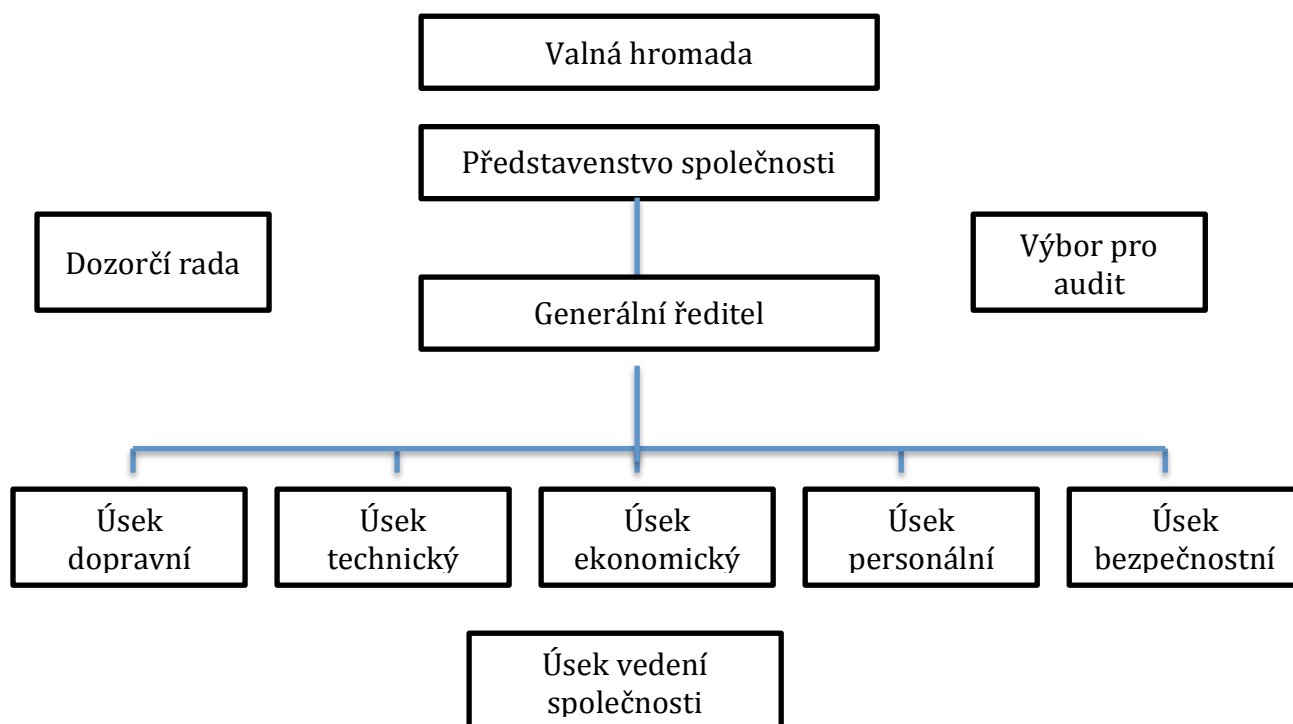 Valná hromada
Představenstvo společnosti
Dozorčí rada
Výbor pro
audit
Generální ředitel
Úsek
dopravní
Úsek
technický
Úsek
ekonomický
Úsek
personální
Úsek
bezpečnostní
Úsek vedení
společnosti